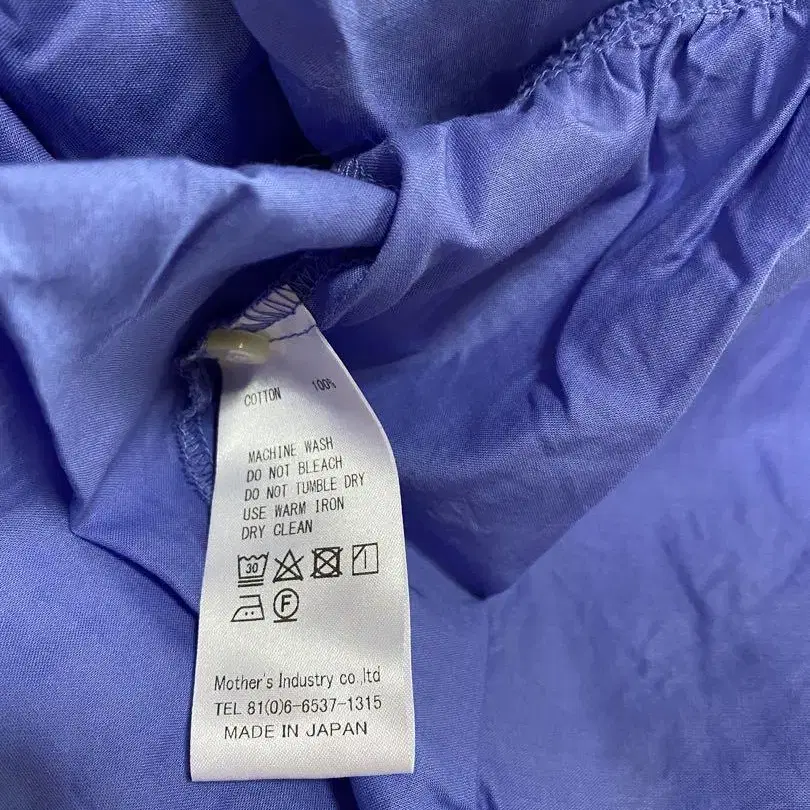 COTTON 100%
MACHINE WASH
DO NOT BLEACH
DO NOT TUMBLE DRY
USE WARM IRON
DRY CLEAN
30
F
Mother's Industry co.,ltd
TEL 81(0)6-6537-1315
MADE IN JAPAN